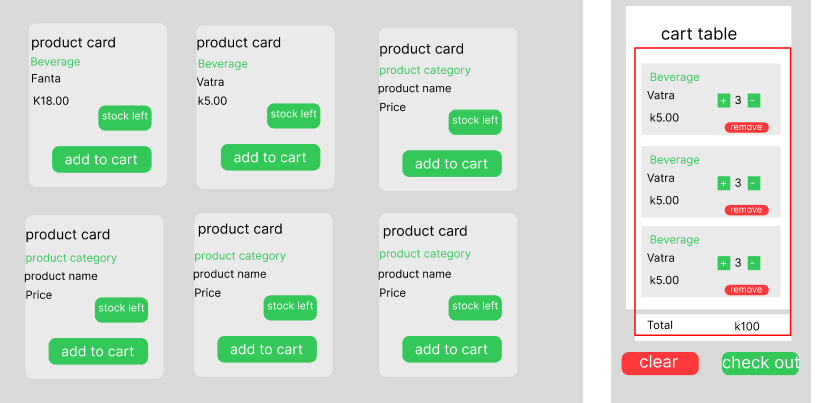 product card
Beverage
Fanta
K18.00
stock left
add to cart
product card
Beverage
Vatra
k5.00
stock left
add to cart
product card
product category
product name
Price
stock left
add to cart
product card
product category
product name
Price
stock left
add to cart
product card
product category
product name
Price
stock left
add to cart
product card
product category
product name
Price
stock left
add to cart
cart table
Beverage
Vatra
+ 3 -
k5.00
remove
Beverage
Vatra
+ 3 -
k5.00
remove
Beverage
Vatra
+ 3 -
k5.00
remove
Total k100
clear
check out